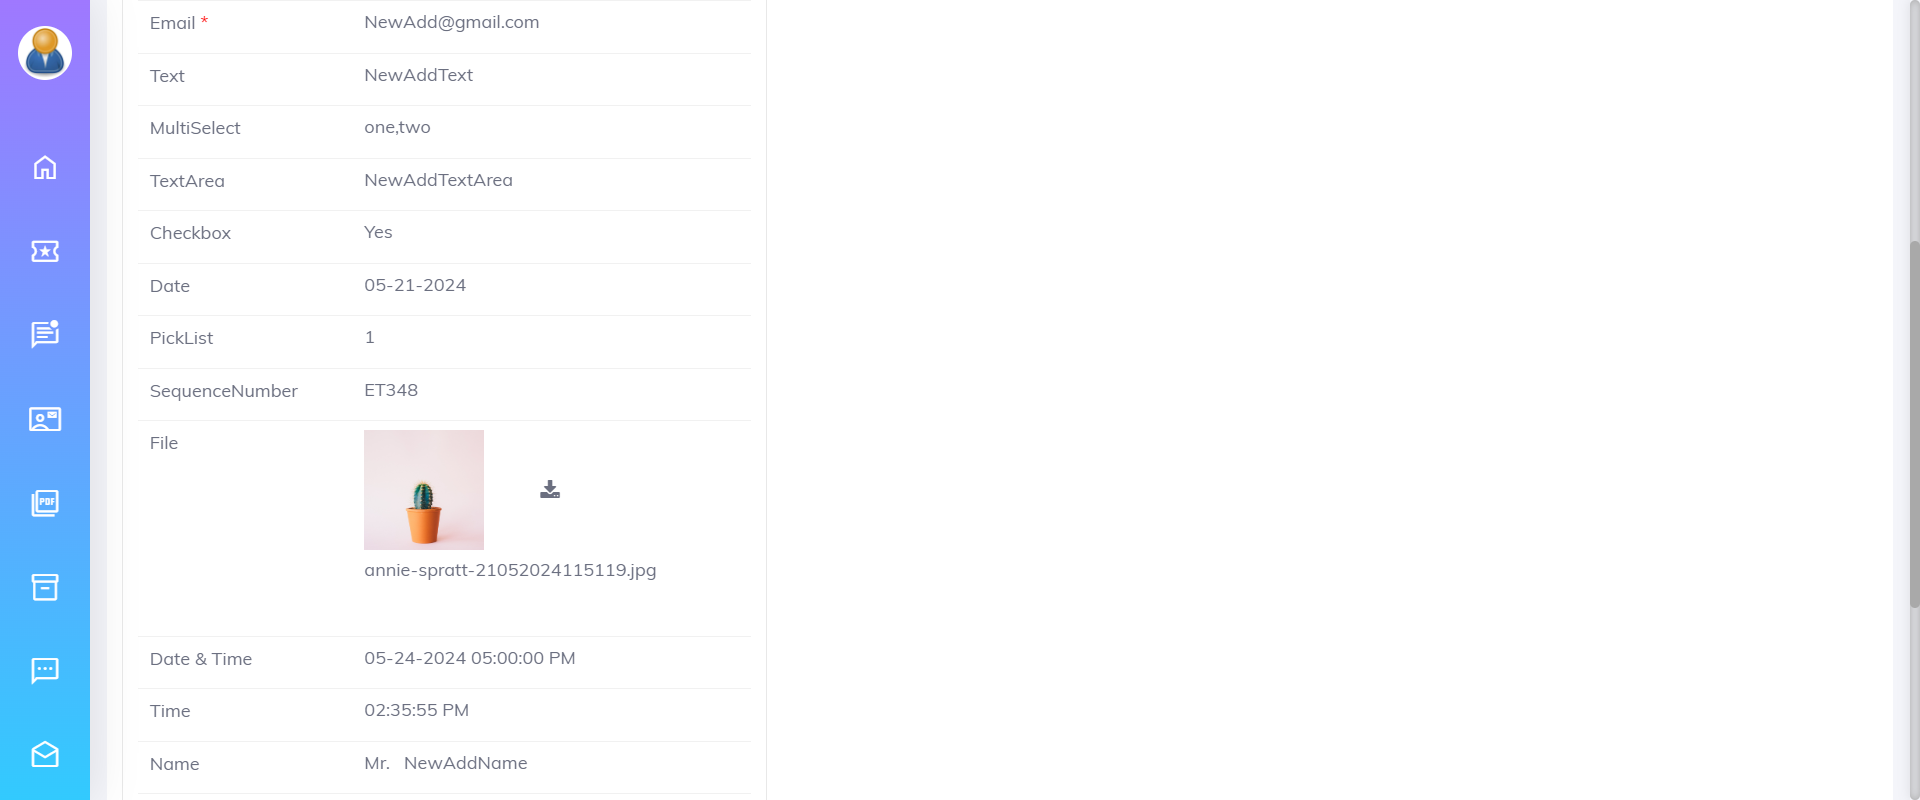 Email * NewAdd@gmail.com
Text NewAddText
MultiSelect one,two
TextArea NewAddTextArea
Checkbox Yes
Date 05-21-2024
PickList 1
SequenceNumber ET348
File
annie-spratt-21052024115119.jpg
Date & Time 05-24-2024 05:00:00 PM
Time 02:35:55 PM
Name Mr. NewAddName
PDF